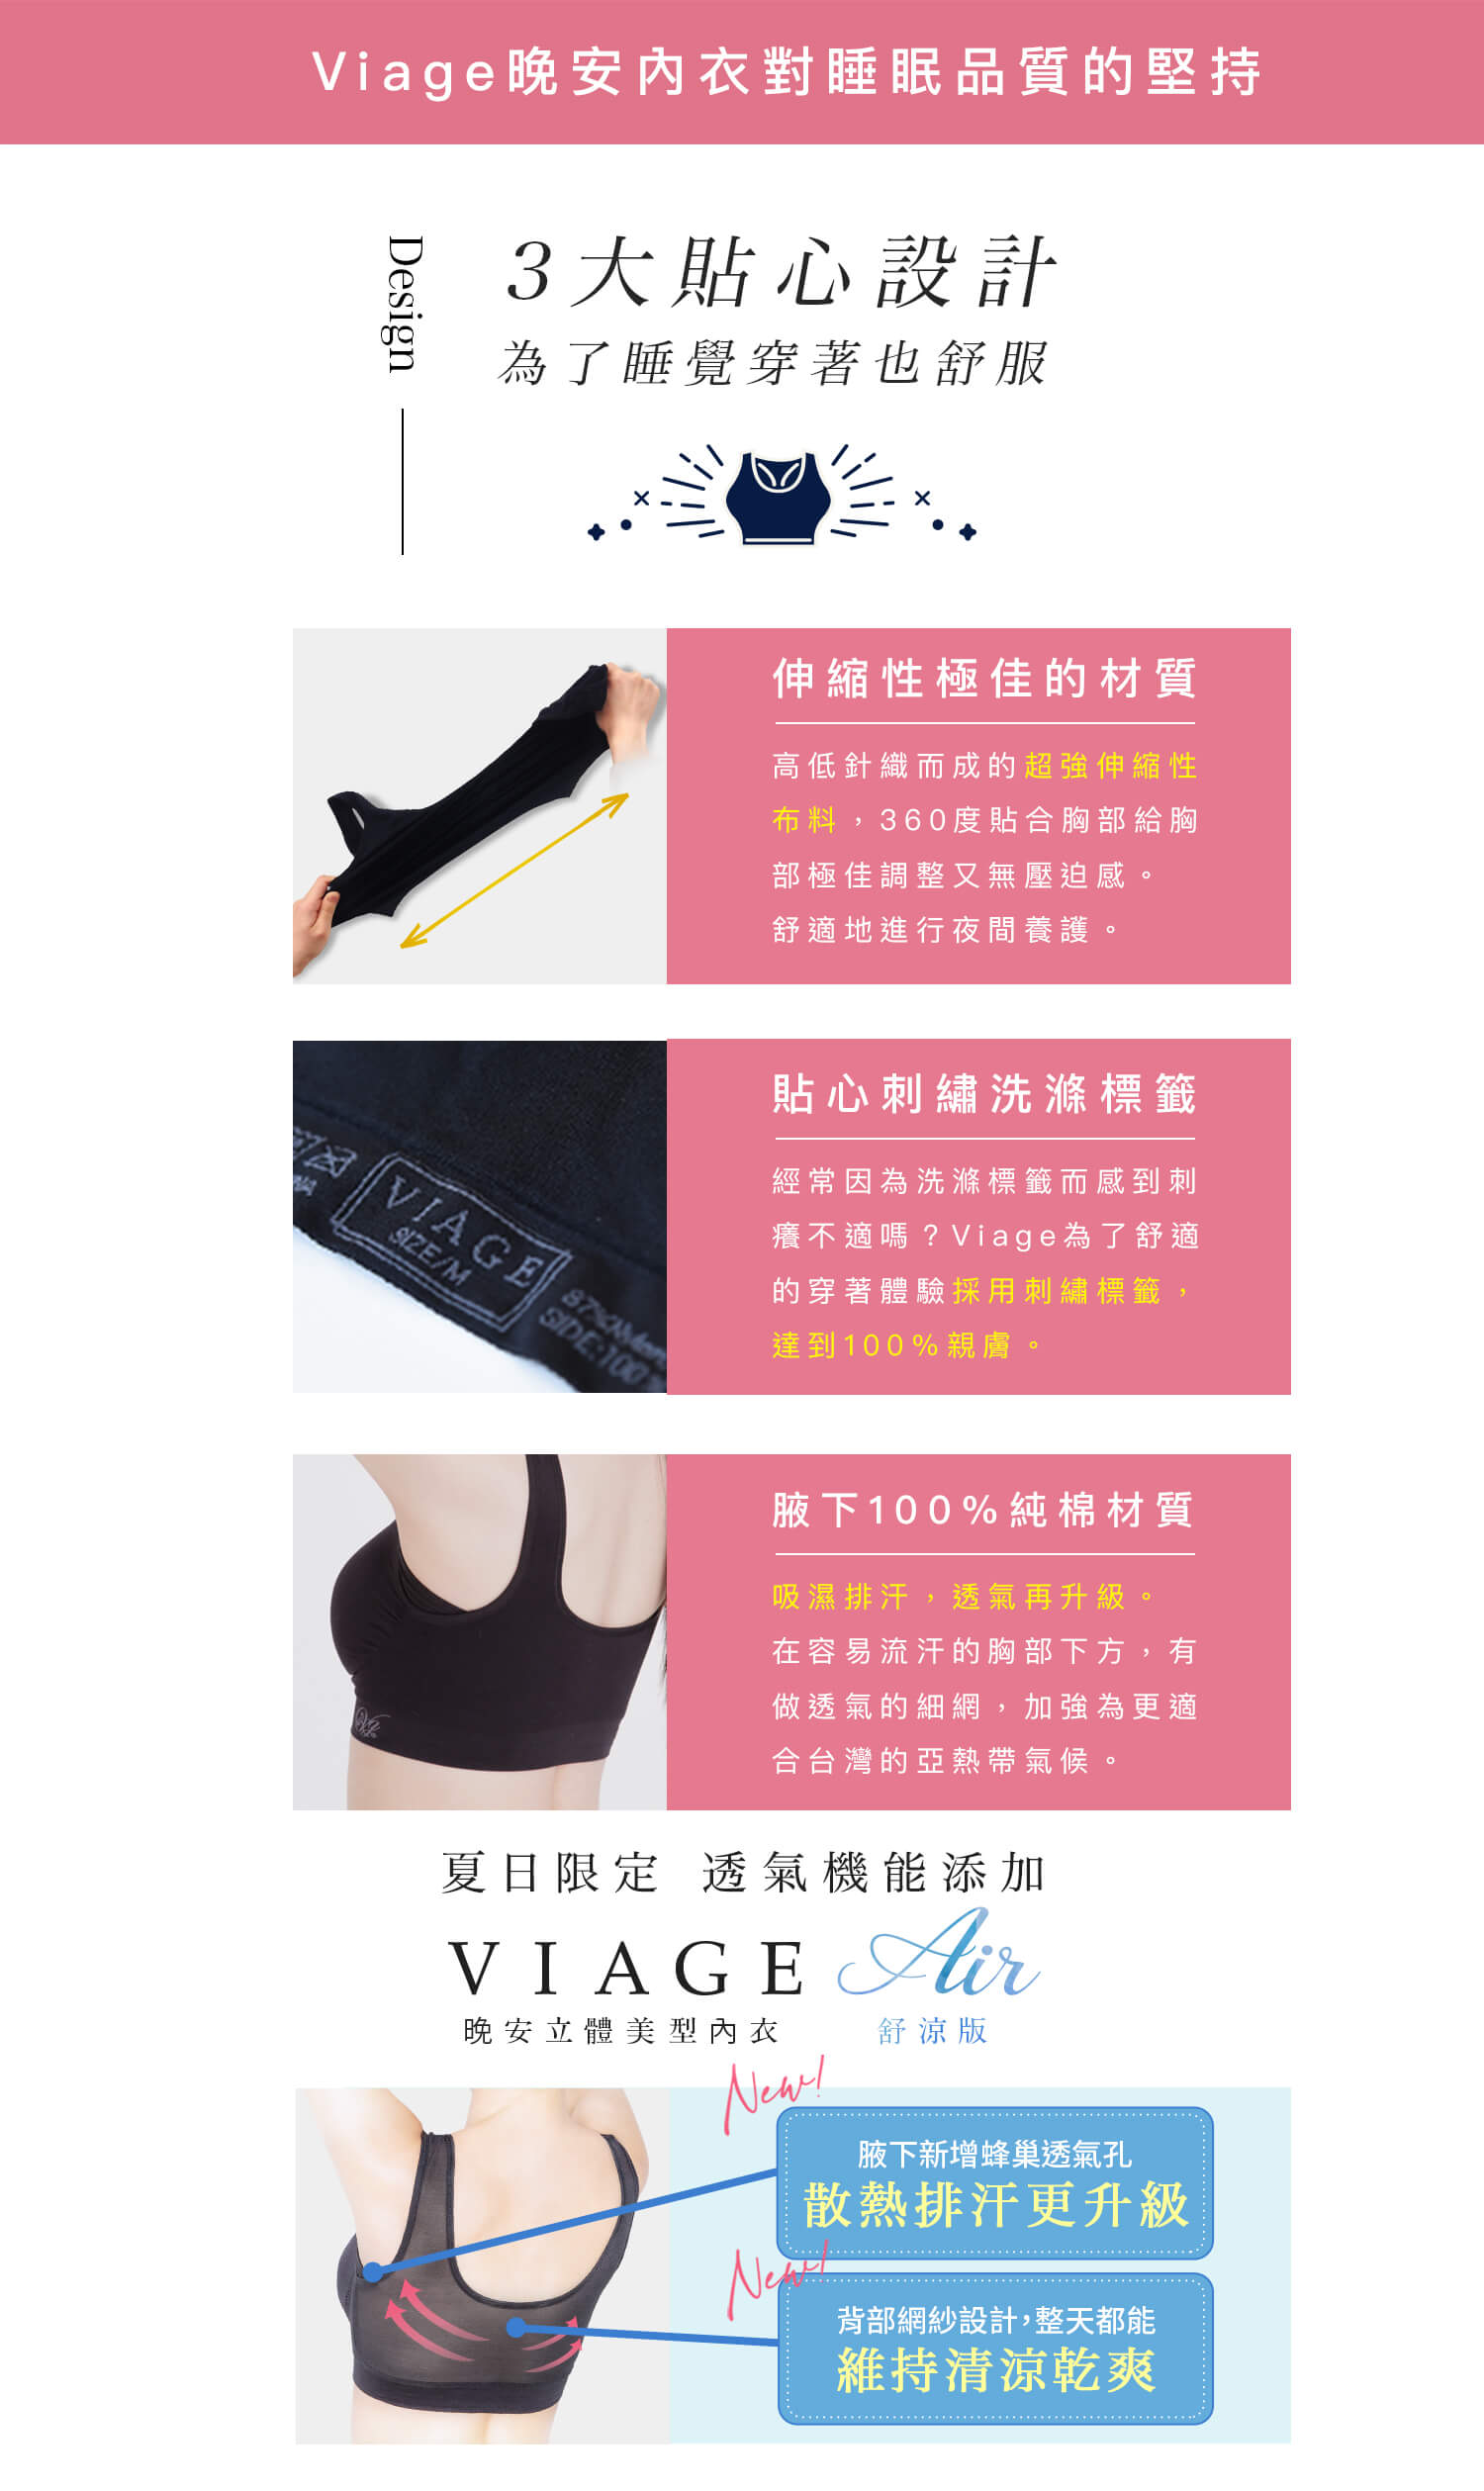 Viage晚安內衣對睡眠品質的堅持
Design
3大貼心設計
為了睡覺穿著也舒服
伸縮性極佳的材質
高低針織而成的超強伸縮性
布料，360度貼合胸部給胸
部極佳調整又無壓迫感。
舒適地進行夜間養護。
VIAGE
SIZE/M
貼心刺繡洗滌標籤
經常因為洗滌標籤而感到刺
癢不適嗎？Viage為了舒適
的穿著體驗採用刺繡標籤，
達到100%親膚。
腋下100%純棉材質
吸濕排汗，透氣再升級。
在容易流汗的胸部下方，有
做透氣的細網，加強為更適
合台灣的亞熱帶氣候。
夏日限定 透氣機能添加
VIAGE Air
晚安立體美型內衣 舒涼版
New!
腋下新增蜂巢透氣孔
散熱排汗更升級
New!
背部網紗設計，整天都能
維持清涼乾爽